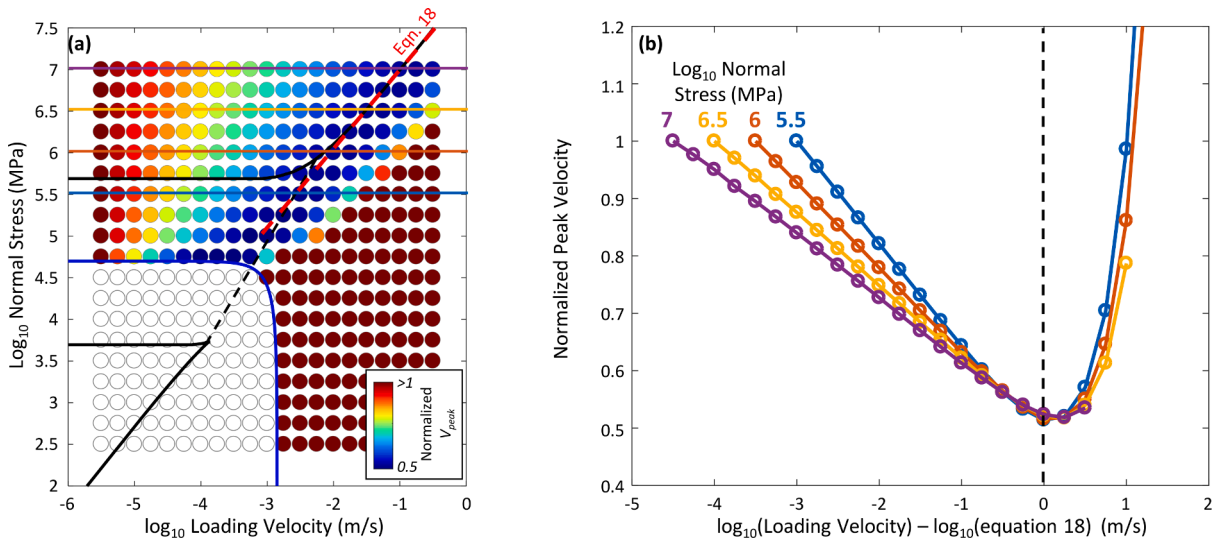 (a)
Eqn. 18
7.5
7
6.5
6
5.5
5
4.5
4
3.5
3
2.5
2
Log10 Normal Stress (MPa)
-6 -5 -4 -3 -2 -1 0
log10 Loading Velocity (m/s)
>1
0.5
Normalized
Vpeak
(b)
Log10 Normal
Stress (MPa)
7 6.5 6 5.5
1.2
1.1
1
0.9
0.8
0.7
0.6
0.5
0.4
Normalized Peak Velocity
-5 -4 -3 -2 -1 0 1 2
log10(Loading Velocity) – log10(equation 18) (m/s)